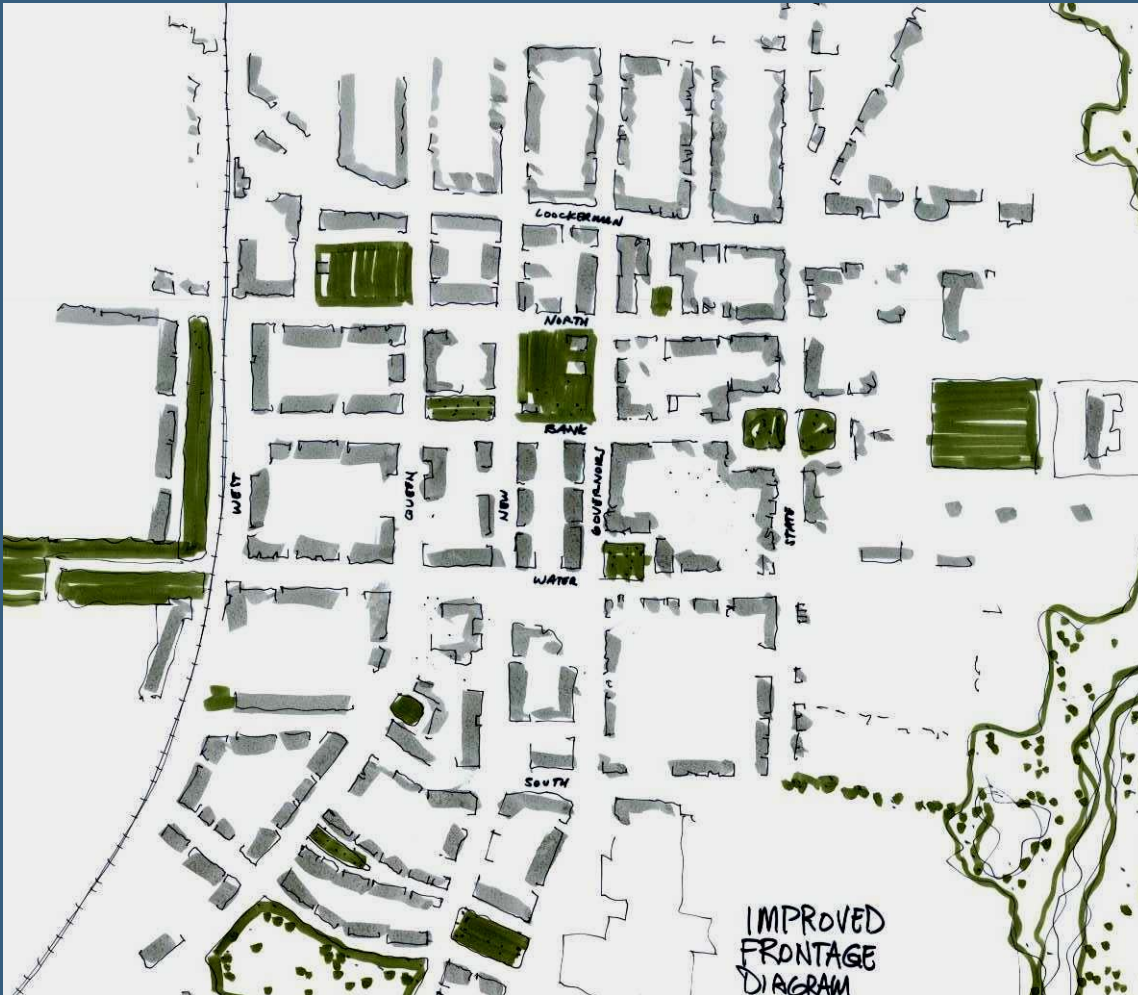 LOOCKERMAN
NORTH
BANK
WEST
QUEEN
NEW
GOVERNORS
STATE
WATER
SOUTH
IMPROVED
FRONTAGE
DIAGRAM